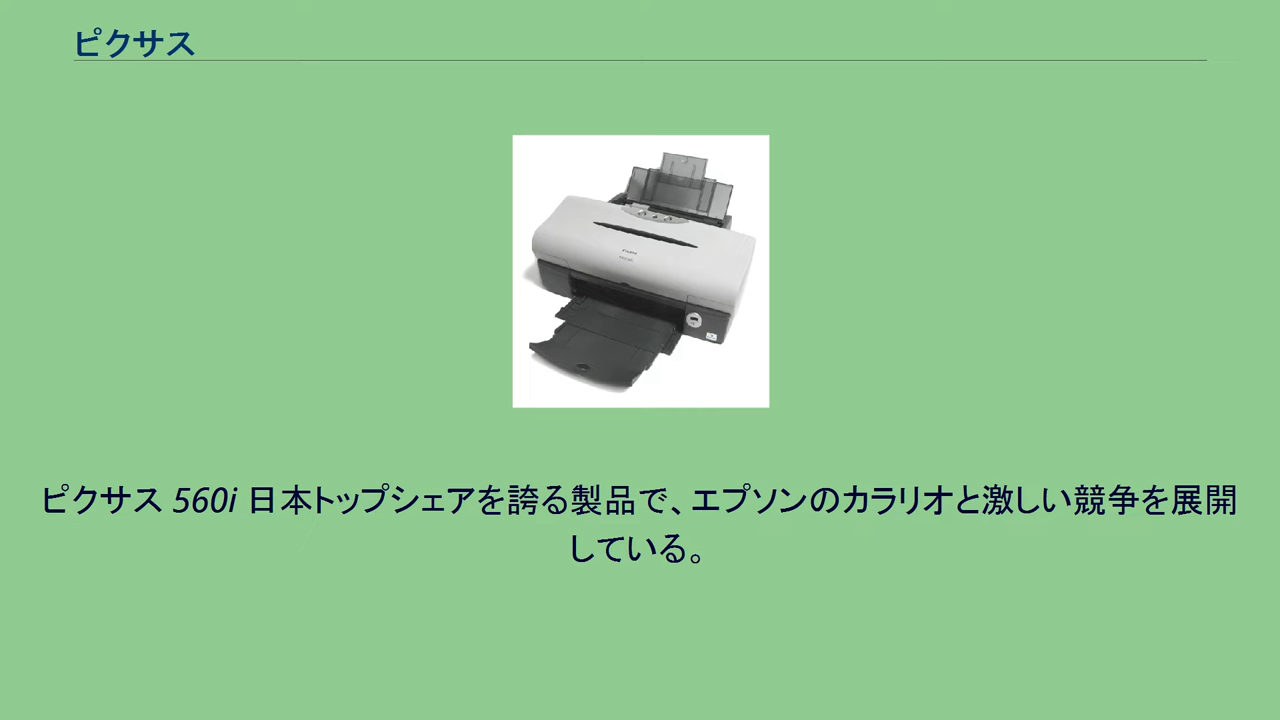 ピクサス
Canon
ピクサス 560i 日本トップシェアを誇る製品で、エプソンのカラリオと激しい競争を展開
している。